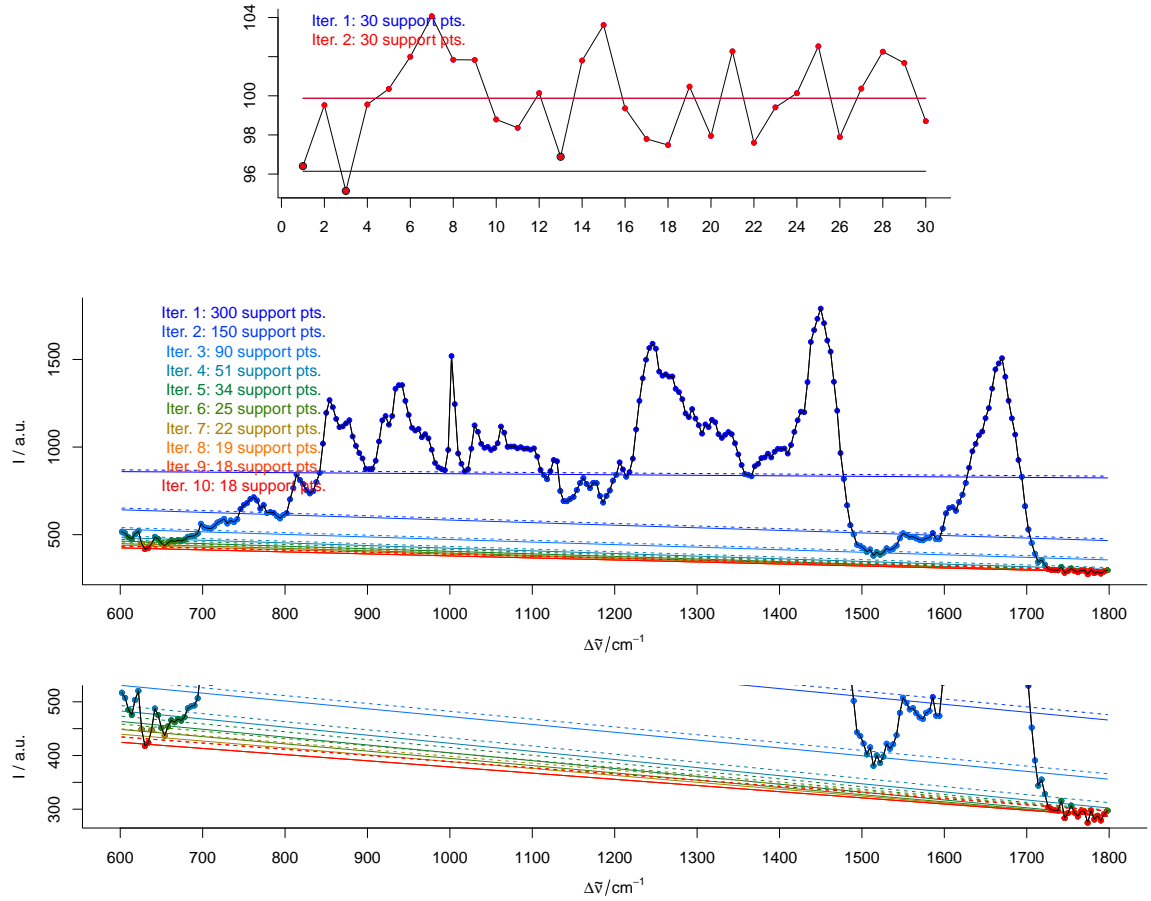 104
100
98
96
Iter. 1: 30 support pts.
Iter. 2: 30 support pts.
0 2 4 6 8 10 12 14 16 18 20 22 24 26 28 30
I / a.u.
1500
1000
500
Iter. 1: 300 support pts.
Iter. 2: 150 support pts.
Iter. 3: 90 support pts.
Iter. 4: 51 support pts.
Iter. 5: 34 support pts.
Iter. 6: 25 support pts.
Iter. 7: 22 support pts.
Iter. 8: 19 support pts.
Iter. 9: 18 support pts.
Iter. 10: 18 support pts.
600 700 800 900 1000 1100 1200 1300 1400 1500 1600 1700 1800
Δν̃/cm⁻¹
I / a.u.
500
400
300
600 700 800 900 1000 1100 1200 1300 1400 1500 1600 1700 1800
Δν̃/cm⁻¹